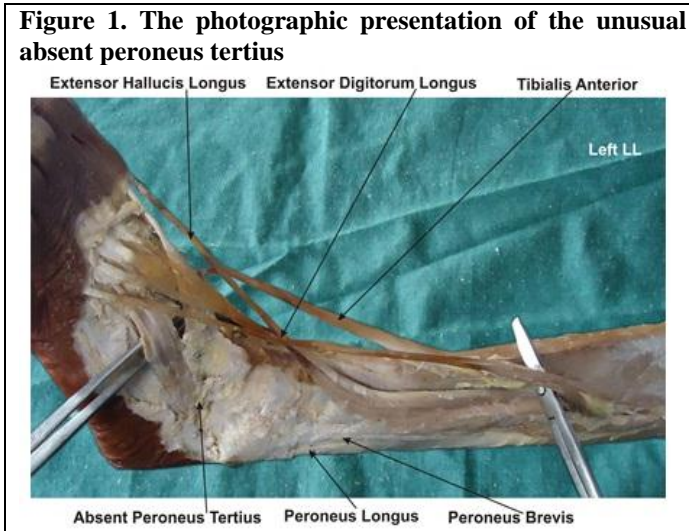 Figure 1. The photographic presentation of the unusual
absent peroneus tertius
Extensor Hallucis Longus Extensor Digitorum Longus Tibialis Anterior
Left LL
Absent Peroneus Tertius Peroneus Longus Peroneus Brevis